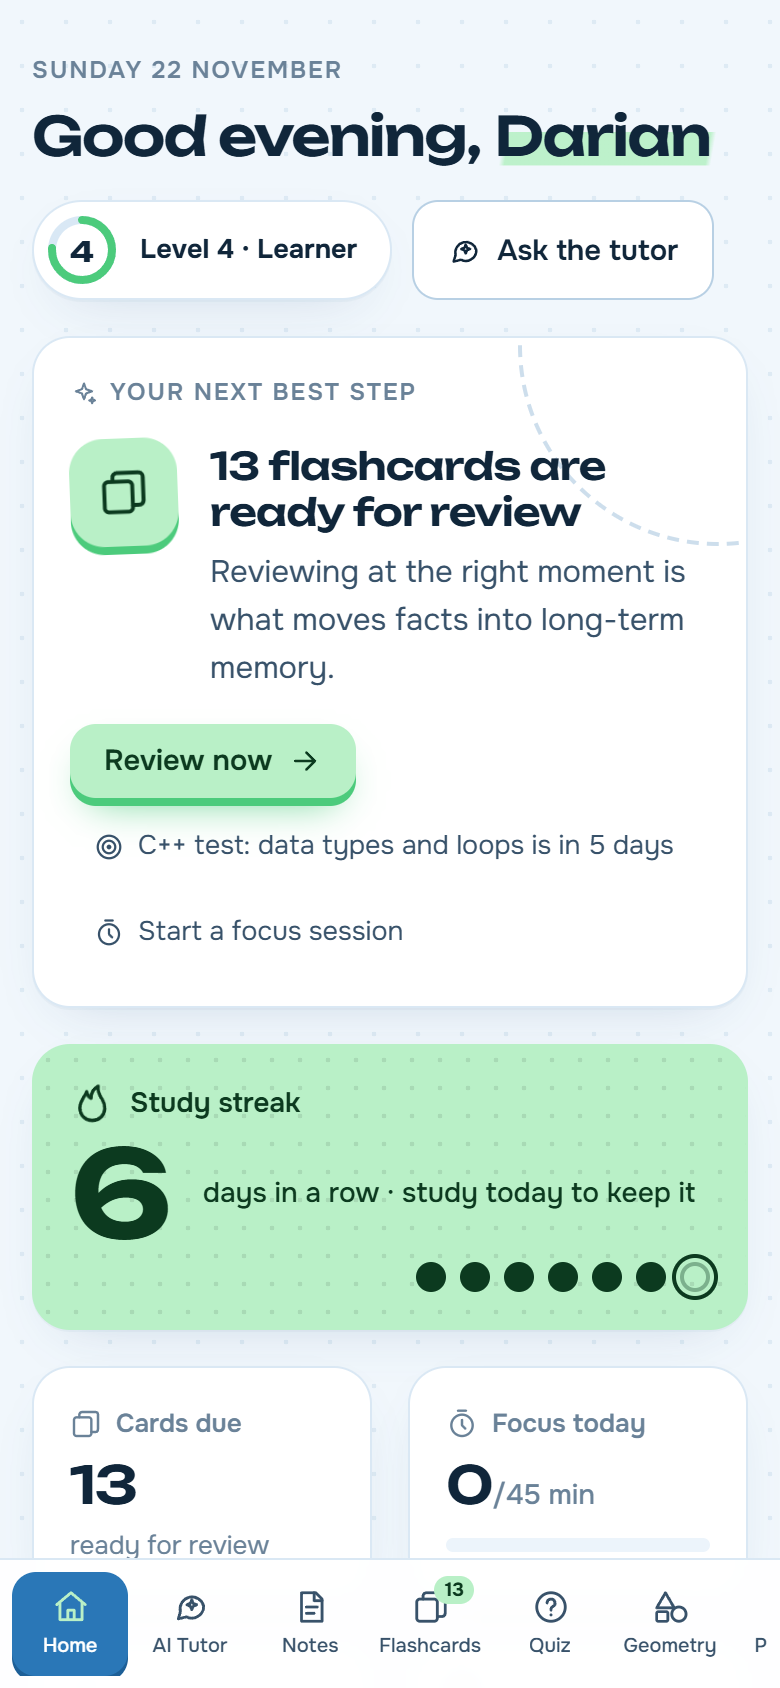 SUNDAY 22 NOVEMBER
Good evening, Darian
4
Level 4 · Learner
Ask the tutor
YOUR NEXT BEST STEP
13 flashcards are
ready for review
Reviewing at the right moment is
what moves facts into long-term
memory.
Review now
C++ test: data types and loops is in 5 days
Start a focus session
Study streak
6
days in a row · study today to keep it
Cards due
13
ready for review
Focus today
0/45 min
Home
AI Tutor
Notes
13
Flashcards
Quiz
Geometry
P